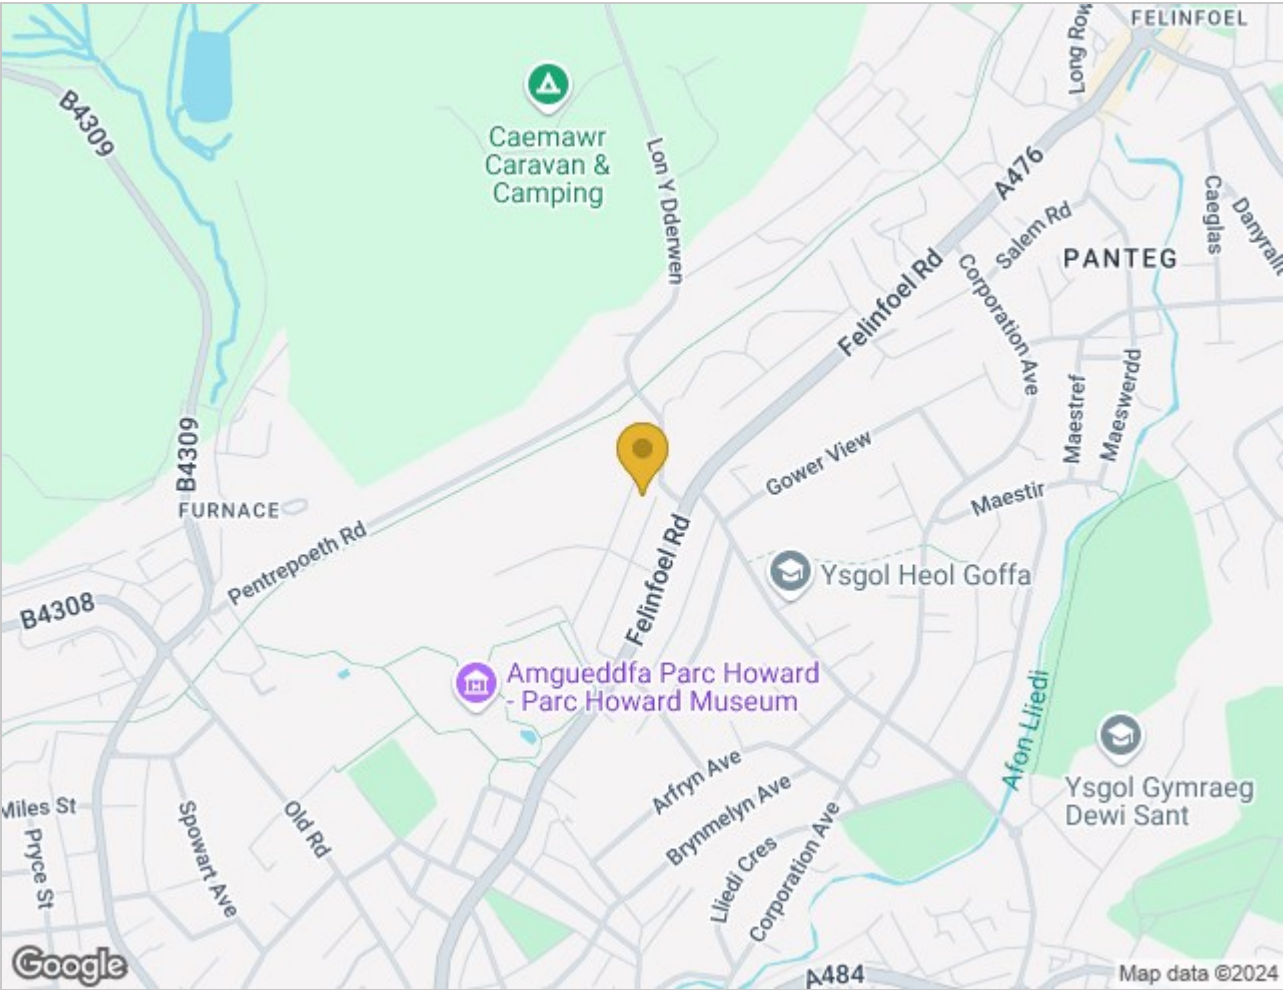 FELINFOEL
Long Row
B4309
Caemawr
Caravan &
Camping
Lon Y Dderwen
A476
Salem Rd
Caeglas
Danyrallt
PANTEG
Felinfoel Rd
Corporation Ave
Maestref
Maeswerdd
B4309
FURNACE
Gower View
Maestir
Pentrepoeth Rd
Felinfoel Rd
Ysgol Heol Goffa
B4308
Amgueddfa Parc Howard
- Parc Howard Museum
Afon Lliedi
Arfryn Ave
Brynmelyn Ave
Ysgol Gymraeg
Dewi Sant
Miles St
Pryce St
Spowart Ave
Old Rd
Lliedi Cres
Corporation Ave
Google
A484
Map data ©2024